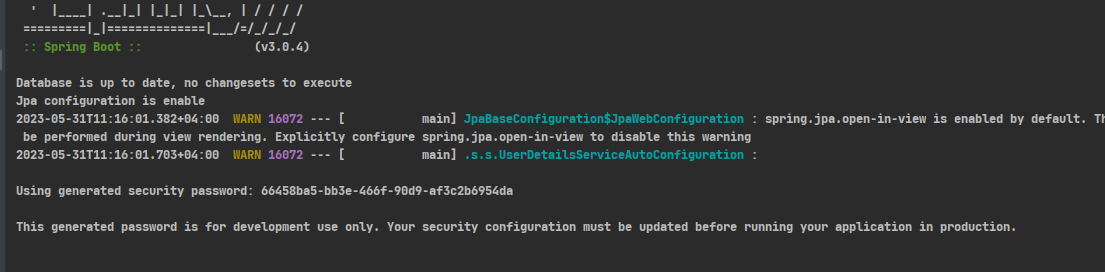 '  |____| .__|_| |_|_| |_\__, | / / / /
=========|_|==============|___/=/_/_/_/
:: Spring Boot ::                (v3.0.4)
Database is up to date, no changesets to execute
Jpa configuration is enable
2023-05-31T11:16:01.382+04:00  WARN 16072 --- [           main] JpaBaseConfiguration$JpaWebConfiguration : spring.jpa.open-in-view is enabled by default.
be performed during view rendering. Explicitly configure spring.jpa.open-in-view to disable this warning
2023-05-31T11:16:01.703+04:00  WARN 16072 --- [           main] .s.s.UserDetailsServiceAutoConfiguration :
Using generated security password: 66458ba5-bb3e-466f-90d9-af3c2b6954da
This generated password is for development use only. Your security configuration must be updated before running your application in production.